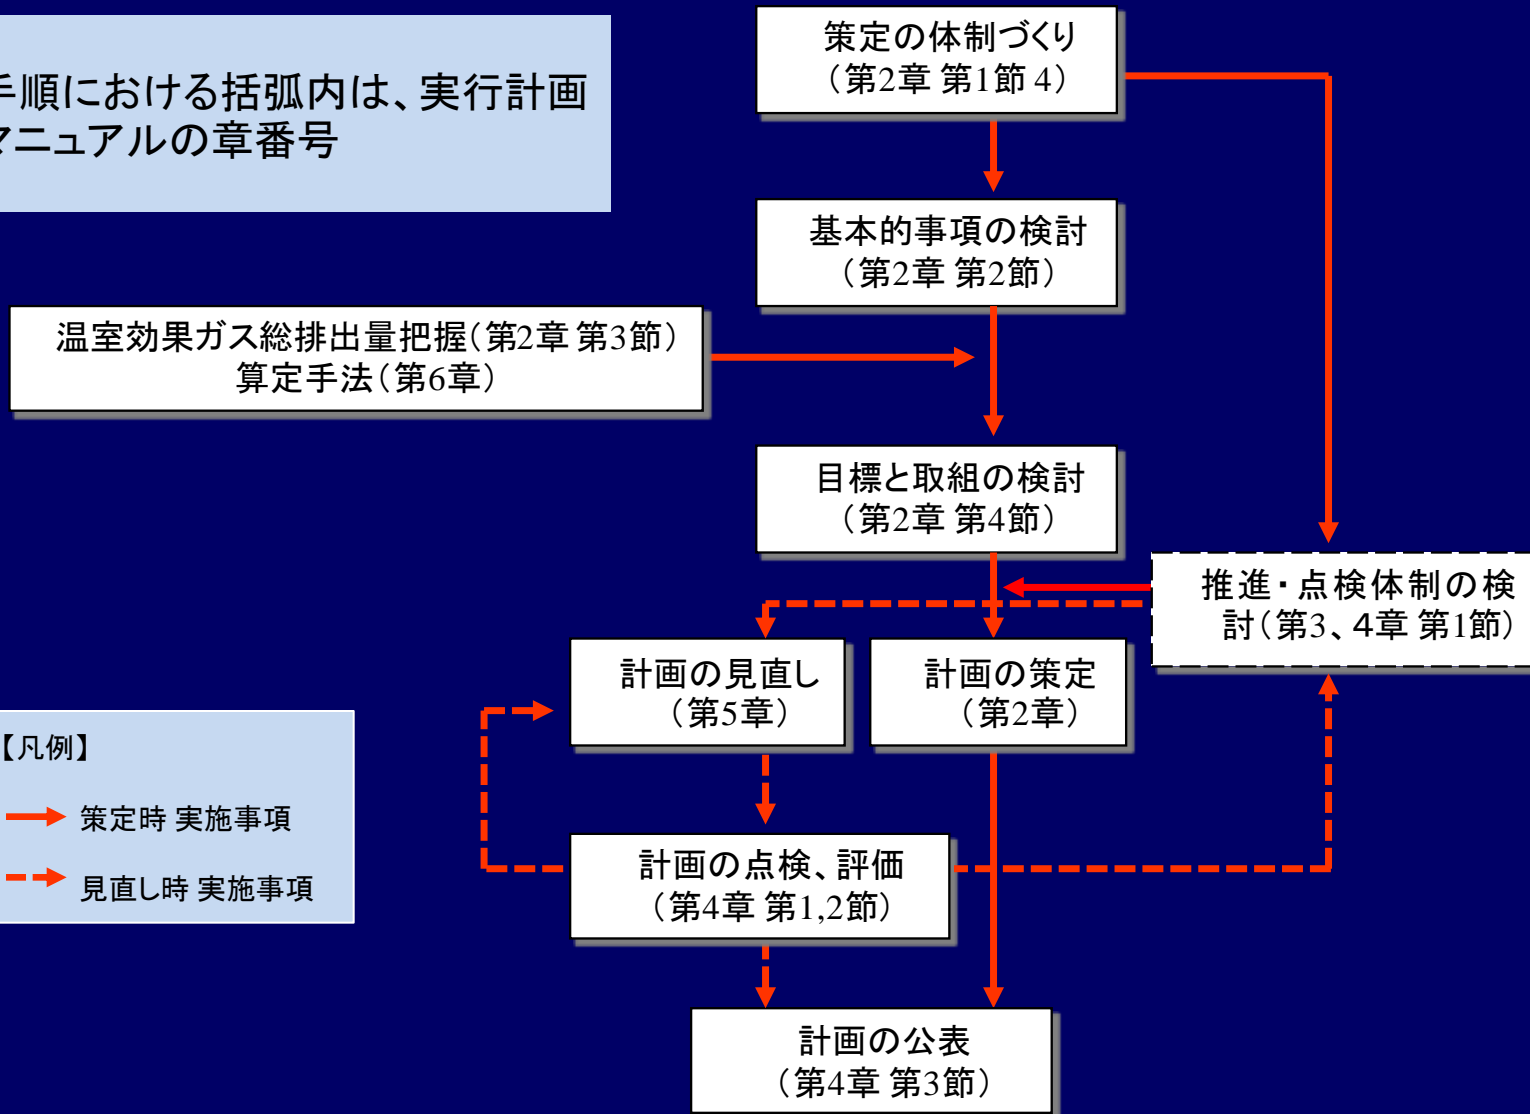 策定の体制づくり
（第2章 第1節 4）
手順における括弧内は、実行計画
マニュアルの章番号
基本的事項の検討
（第2章 第2節）
温室効果ガス総排出量把握（第2章 第3節）
算定手法（第6章）
目標と取組の検討
（第2章 第4節）
推進・点検体制の検
討（第3、４章 第1節）
計画の見直し
（第5章）
計画の策定
（第2章）
【凡例】
策定時 実施事項
見直し時 実施事項
計画の点検、評価
（第4章 第1,2節）
計画の公表
（第4章 第3節）